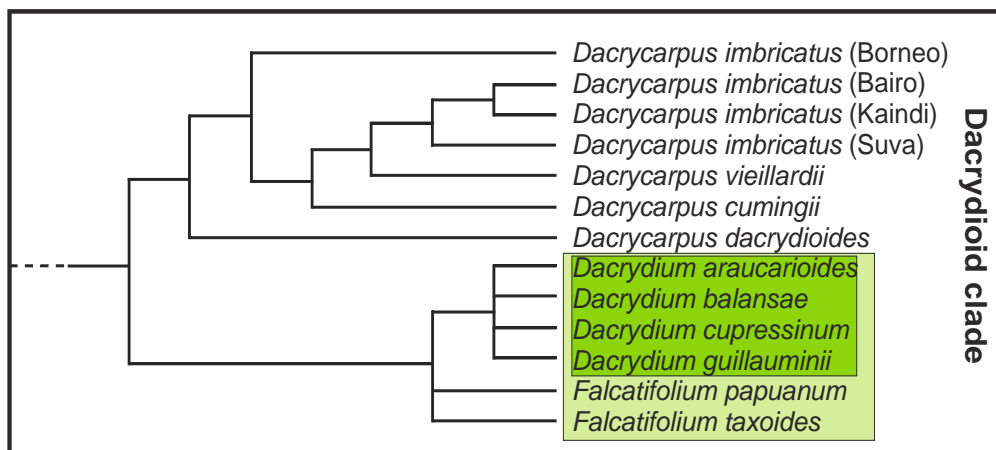 Dacrycarpus imbricatus (Borneo)
Dacrycarpus imbricatus (Bairo)
Dacrycarpus imbricatus (Kaindi)
Dacrycarpus imbricatus (Suva)
Dacrycarpus vieillardii
Dacrycarpus cumingii
Dacrycarpus dacrydioides
Dacrydium araucarioides
Dacrydium balansae
Dacrydium cupressinum
Dacrydium guillauminii
Falcatifolium papuanum
Falcatifolium taxoides
Dacrydioid clade